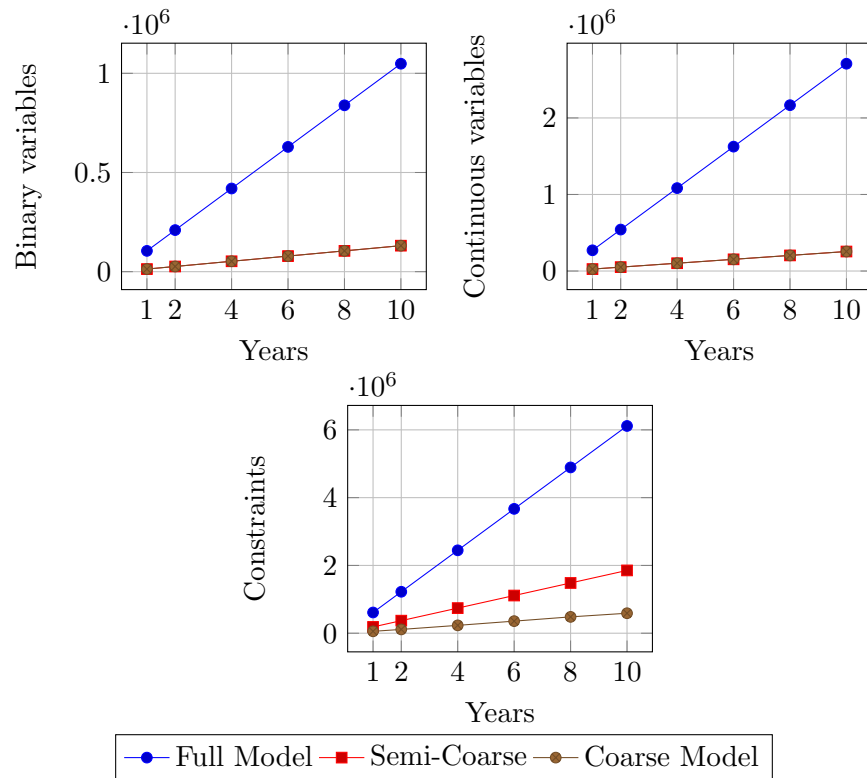 ·10^6
1
0.5
0
Binary variables
1 2 4 6 8 10
Years
·10^6
2
1
0
Continuous variables
1 2 4 6 8 10
Years
·10^6
6
4
2
0
Constraints
1 2 4 6 8 10
Years
Full Model Semi-Coarse Coarse Model